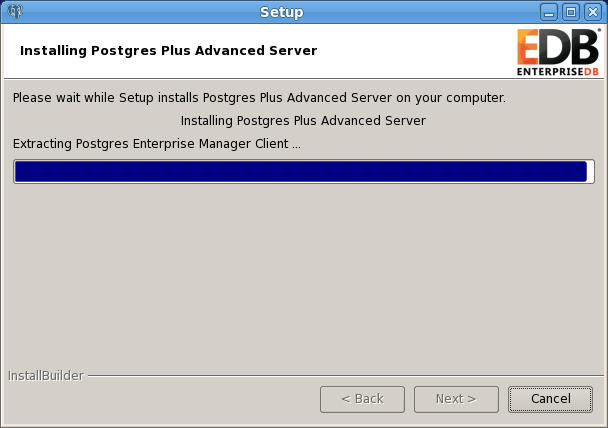 Setup
Installing Postgres Plus Advanced Server
EDB
ENTERPRISEDB
Please wait while Setup installs Postgres Plus Advanced Server on your computer.
Installing Postgres Plus Advanced Server
Extracting Postgres Enterprise Manager Client ...
InstallBuilder
< Back
Next >
Cancel